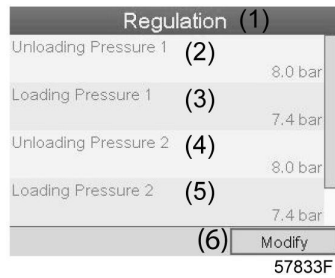 Regulation (1)
Unloading Pressure 1 (2)
8.0 bar
Loading Pressure 1 (3)
7.4 bar
Unloading Pressure 2 (4)
8.0 bar
Loading Pressure 2 (5)
7.4 bar
(6) Modify
57833F